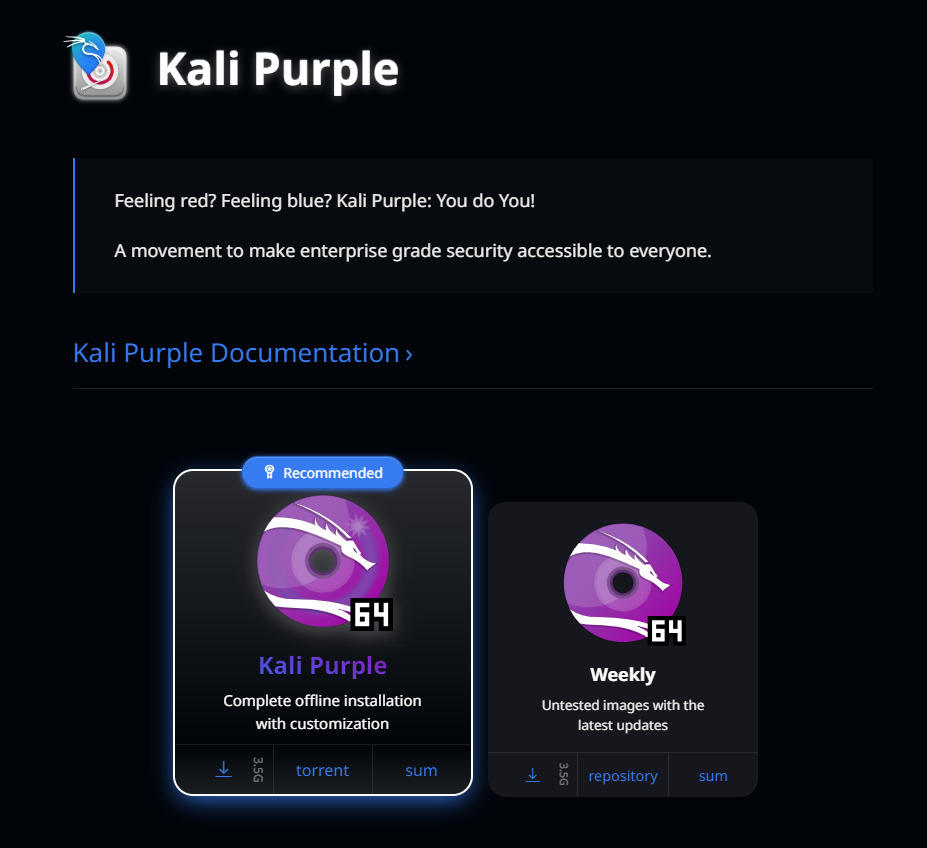 Kali Purple
Feeling red? Feeling blue? Kali Purple: You do You!
A movement to make enterprise grade security accessible to everyone.
Kali Purple Documentation ›
Recommended
64
Kali Purple
Complete offline installation
with customization
3.5G
torrent
sum
64
Weekly
Untested images with the
latest updates
3.5G
repository
sum